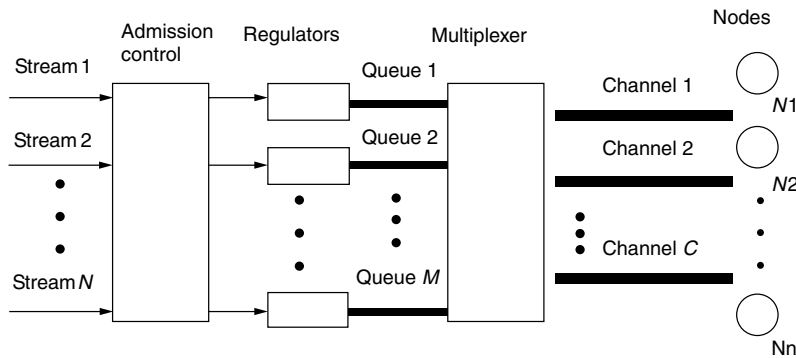 Nodes
Admission
control
Regulators
Multiplexer
Stream 1
Queue 1
Channel 1
N1
Stream 2
Queue 2
Channel 2
N2
Channel C
Stream N
Queue M
Nn